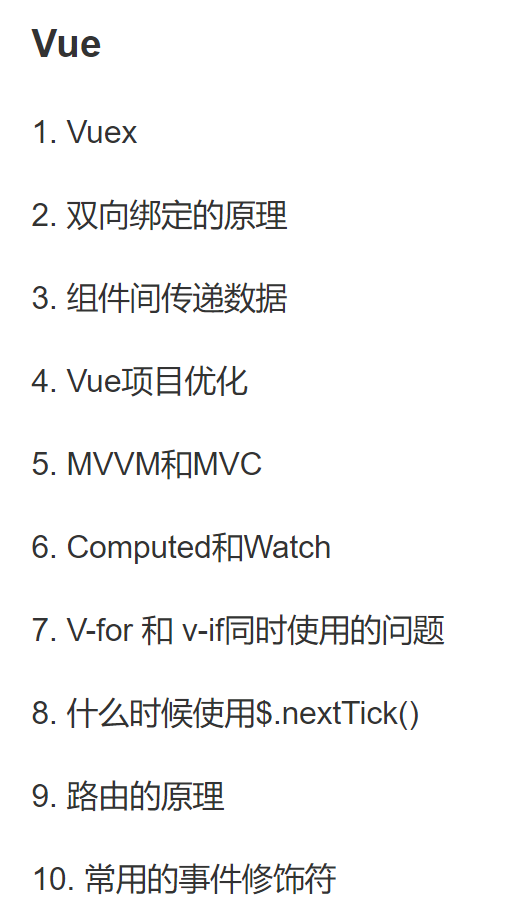 Vue
1. Vuex
2. 双向绑定的原理
3. 组件间传递数据
4. Vue项目优化
5. MVVM和MVC
6. Computed和Watch
7. V-for 和 v-if同时使用的问题
8. 什么时候使用$.nextTick()
9. 路由的原理
10. 常用的事件修饰符